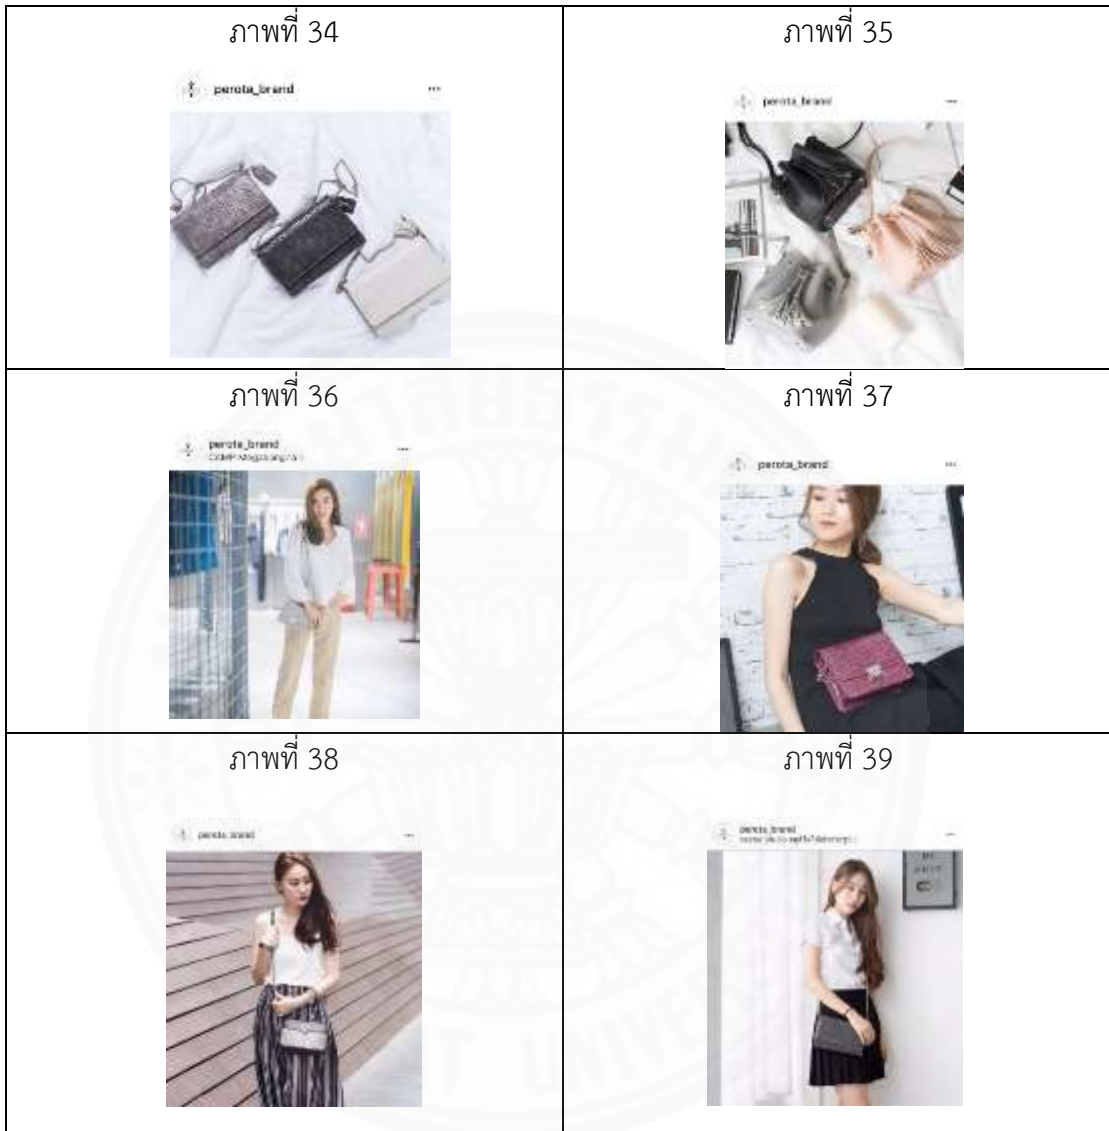 ภาพที่ 34
perota_brand
ภาพที่ 35
perota_brand
ภาพที่ 36
perota_brand
ภาพที่ 37
perota_brand
ภาพที่ 38
perota_brand
ภาพที่ 39
perota_brand